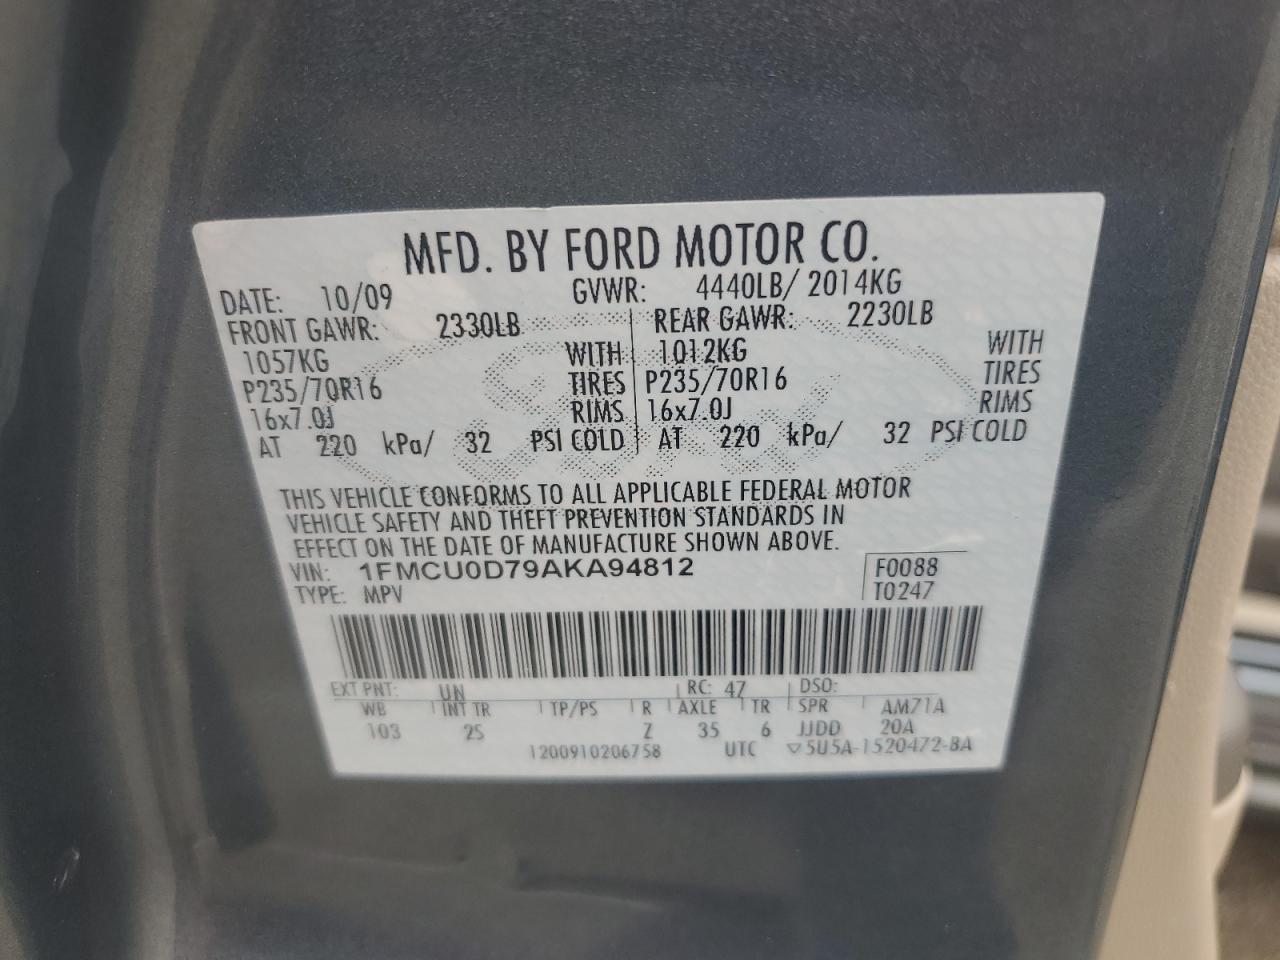 MFD. BY FORD MOTOR CO.
DATE: 10/09 GVWR: 4440LB/ 2014KG
FRONT GAWR: 2330LB REAR GAWR: 2230LB
1057KG WITH 1012KG WITH
P235/70R16 TIRES P235/70R16 TIRES
16x7.0J RIMS 16x7.0J RIMS
AT 220 kPa/ 32 PSI COLD AT 220 kPa/ 32 PSI COLD
THIS VEHICLE CONFORMS TO ALL APPLICABLE FEDERAL MOTOR
VEHICLE SAFETY AND THEFT PREVENTION STANDARDS IN
EFFECT ON THE DATE OF MANUFACTURE SHOWN ABOVE.
VIN: 1FMCU0D79AKA94812 F0088
TYPE: MPV T0247
EXT PNT: UN RC: 47 DSO:
WB INT TR TP/PS R AXLE TR SPR AM71A
103 25 Z 35 6 JJDD 20A
1200910206758 UTC ▽5U5A-1520472-BA